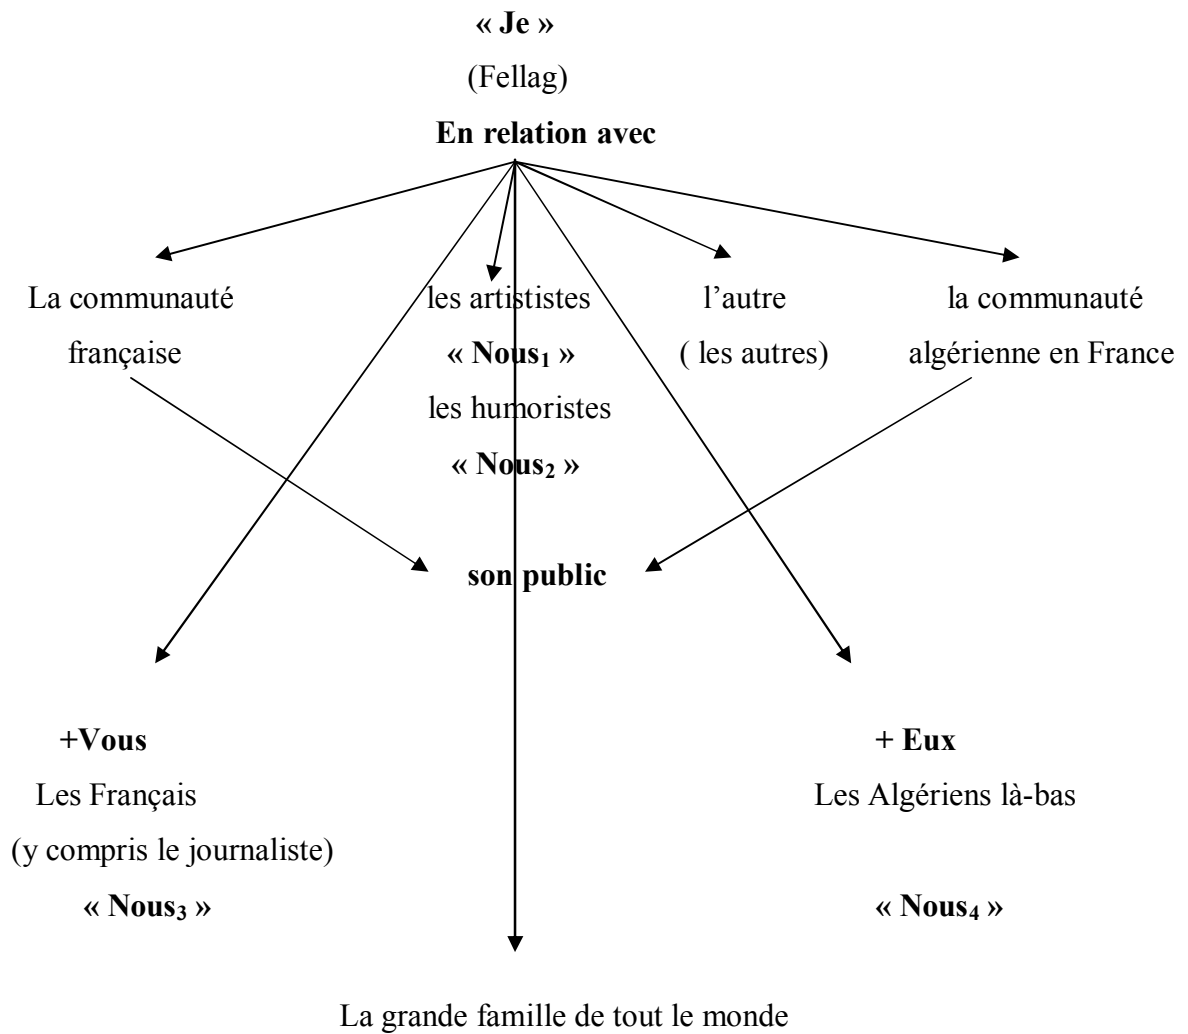 « Je »
(Fellag)
En relation avec
La communauté
française
les artististes
« Nous₁ »
les humoristes
« Nous₂ »
l’autre
( les autres)
la communauté
algérienne en France
son public
+Vous
Les Français
(y compris le journaliste)
« Nous₃ »
+ Eux
Les Algériens là-bas
« Nous₄ »
La grande famille de tout le monde